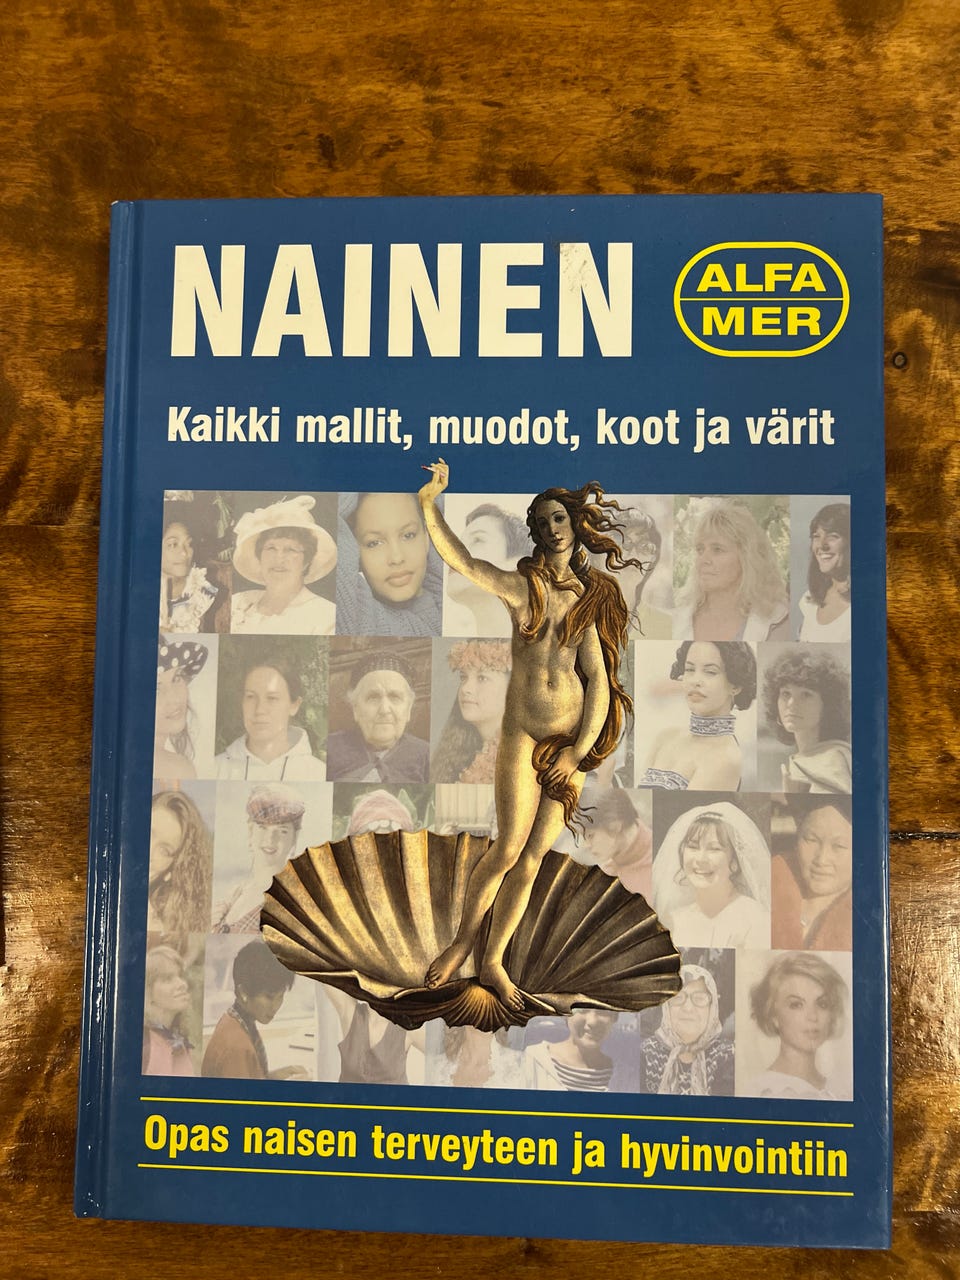 NAINEN
ALFA
MER
Kaikki mallit, muodot, koot ja värit
Opas naisen terveyteen ja hyvinvointiin